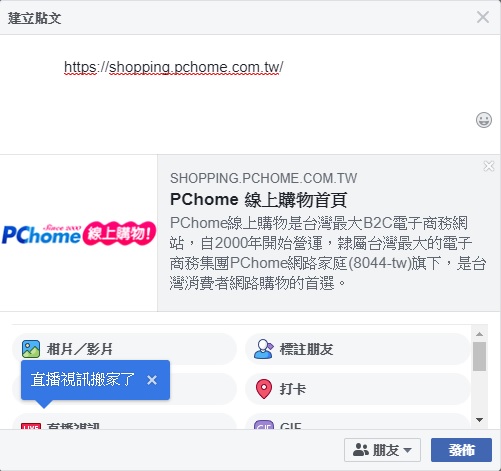 建立貼文
https://shopping.pchome.com.tw/
SHOPPING.PCHOME.COM.TW
PChome 線上購物首頁
Since 2000
PChome 線上購物!
PChome線上購物是台灣最大B2C電子商務網
站，自2000年開始營運，隸屬台灣最大的電子
商務集團PChome網路家庭(8044-tw)旗下，是台
灣消費者網路購物的首選。
相片／影片
標註朋友
直播視訊搬家了
打卡
LIVE
直播視訊
GIF
GIF
朋友
發佈